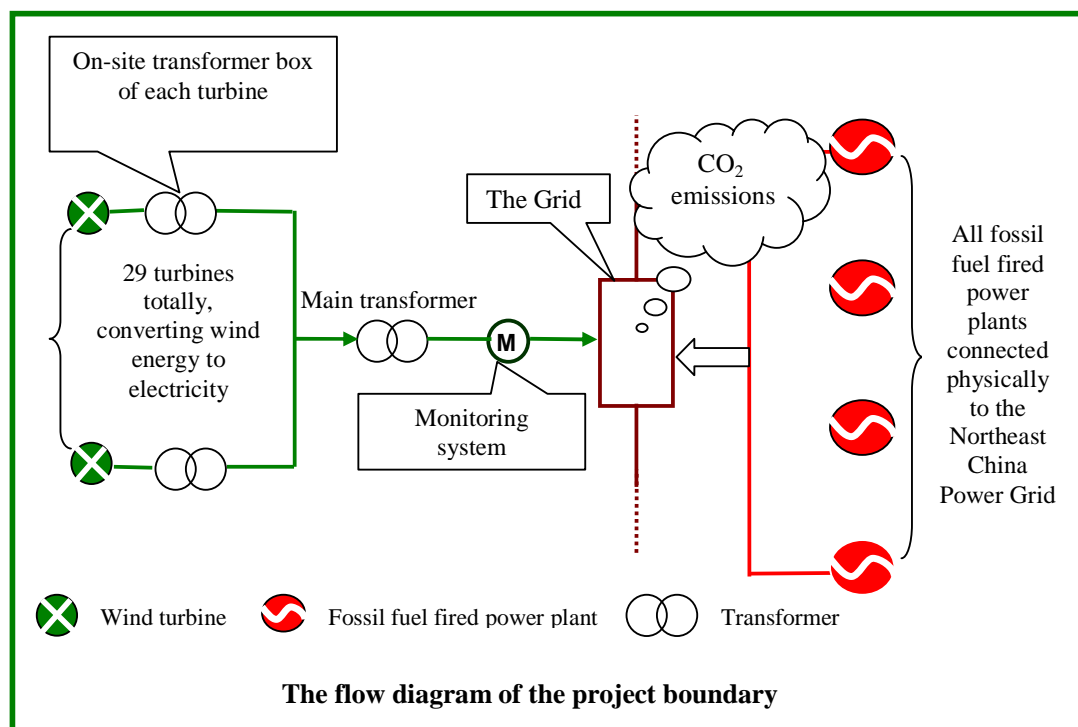 On-site transformer box
of each turbine
CO₂
emissions
The Grid
29 turbines
totally,
converting wind
energy to
electricity
Main transformer
M
Monitoring
system
All fossil
fuel fired
power
plants
connected
physically
to the
Northeast
China
Power Grid
Wind turbine
Fossil fuel fired power plant
Transformer
The flow diagram of the project boundary